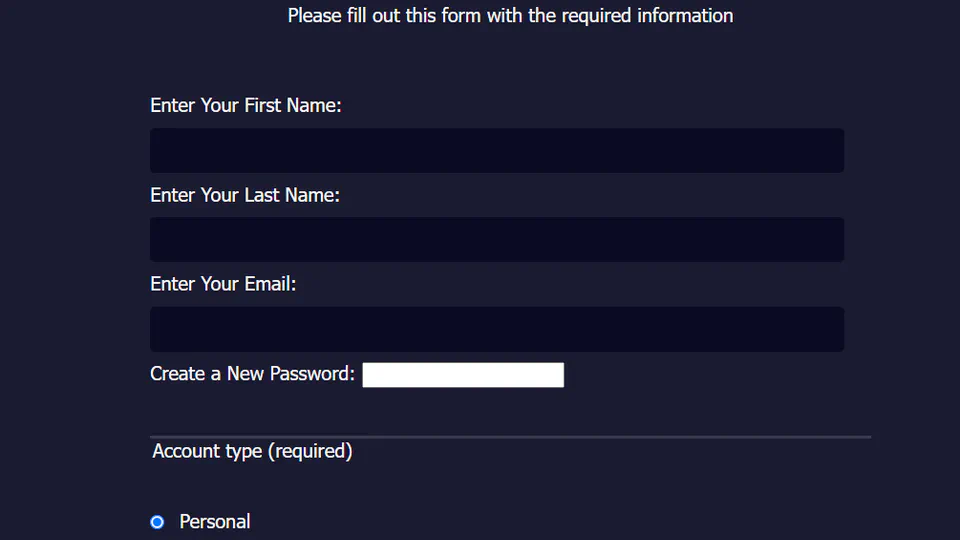 Please fill out this form with the required information
Enter Your First Name:
Enter Your Last Name:
Enter Your Email:
Create a New Password:
Account type (required)
Personal